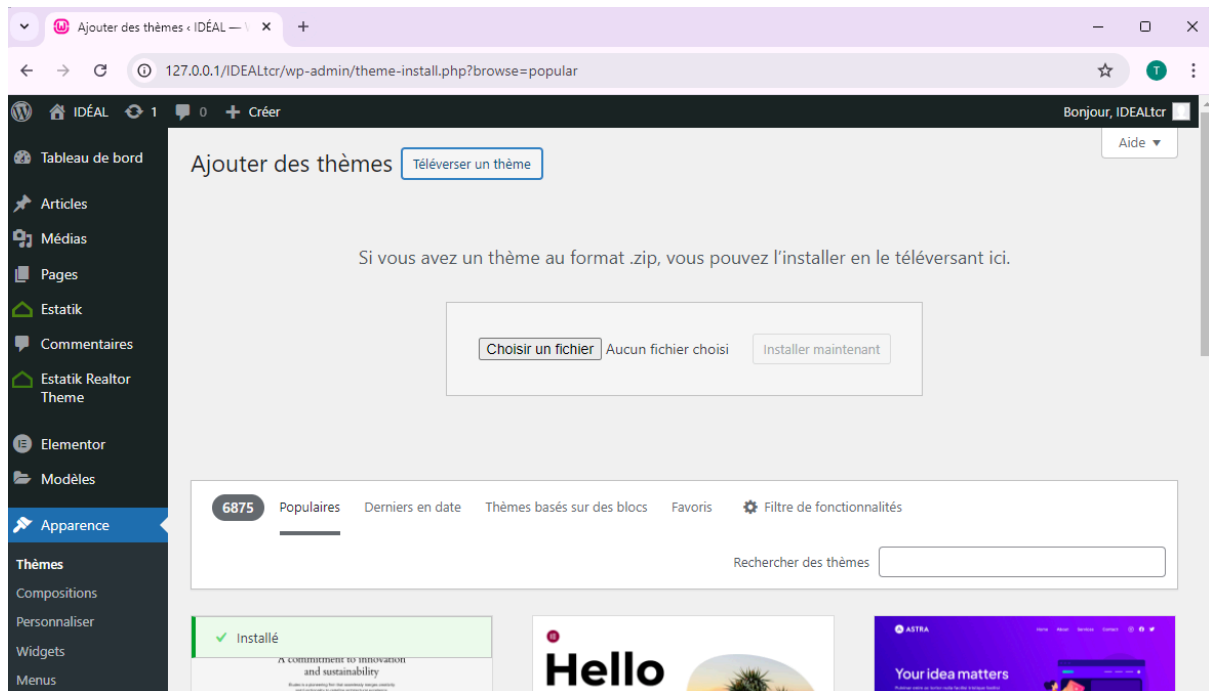 Ajouter des thèmes ‹ IDÉAL —
127.0.0.1/IDEALtcr/wp-admin/theme-install.php?browse=popular
T
IDÉAL 1 0 Créer
Bonjour, IDEALtcr
Aide
Tableau de bord
Articles
Médias
Pages
Estatik
Commentaires
Estatik Realtor
Theme
Elementor
Modèles
Apparence
Thèmes
Compositions
Personnaliser
Widgets
Menus
Ajouter des thèmes Téléverser un thème
Si vous avez un thème au format .zip, vous pouvez l’installer en le téléversant ici.
Choisir un fichier Aucun fichier choisi Installer maintenant
6875 Populaires Derniers en date Thèmes basés sur des blocs Favoris Filtre de fonctionnalités
Rechercher des thèmes
Installé
A commitment to innovation
and sustainability
Hello
ASTRA Home About Services Contact
Your idea matters